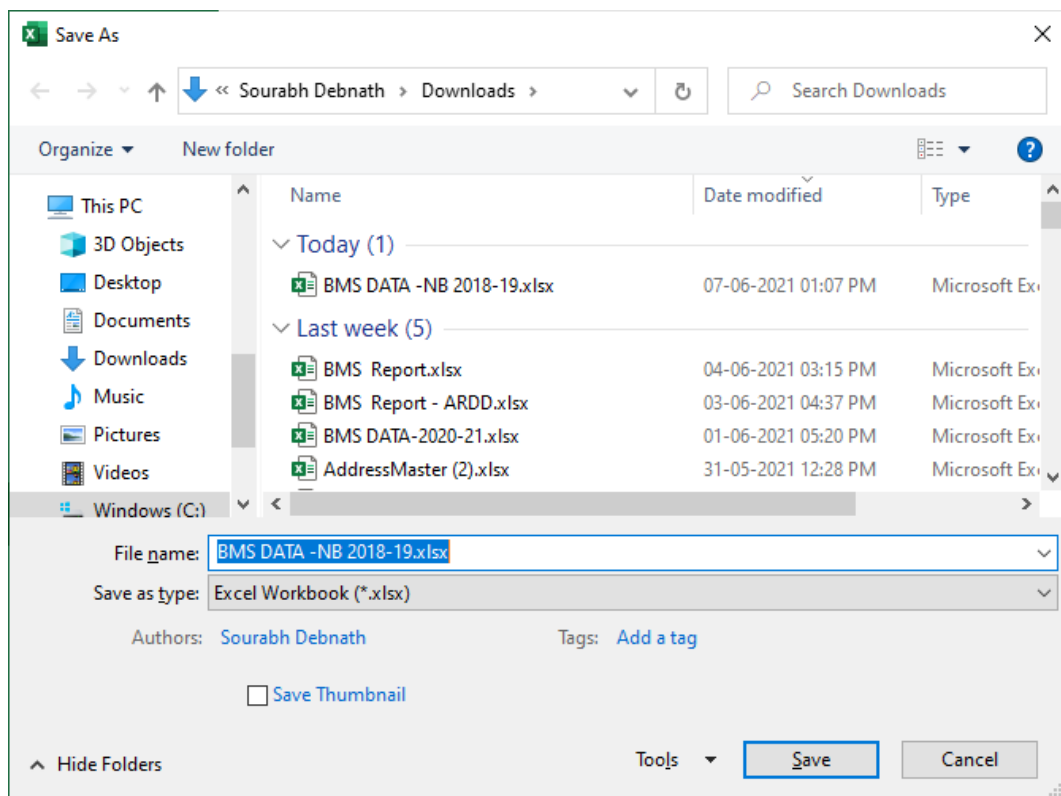 Save As
« Sourabh Debnath > Downloads > Search Downloads
Organize New folder ?
This PC
3D Objects
Desktop
Documents
Downloads
Music
Pictures
Videos
Windows (C:)
Name Date modified Type
Today (1)
BMS DATA -NB 2018-19.xlsx 07-06-2021 01:07 PM Microsoft Ex
Last week (5)
BMS Report.xlsx 04-06-2021 03:15 PM Microsoft Ex
BMS Report - ARDD.xlsx 03-06-2021 04:37 PM Microsoft Ex
BMS DATA-2020-21.xlsx 01-06-2021 05:20 PM Microsoft Ex
AddressMaster (2).xlsx 31-05-2021 12:28 PM Microsoft Ex
File name: BMS DATA -NB 2018-19.xlsx
Save as type: Excel Workbook (*.xlsx)
Authors: Sourabh Debnath Tags: Add a tag
Save Thumbnail
Hide Folders Tools Save Cancel